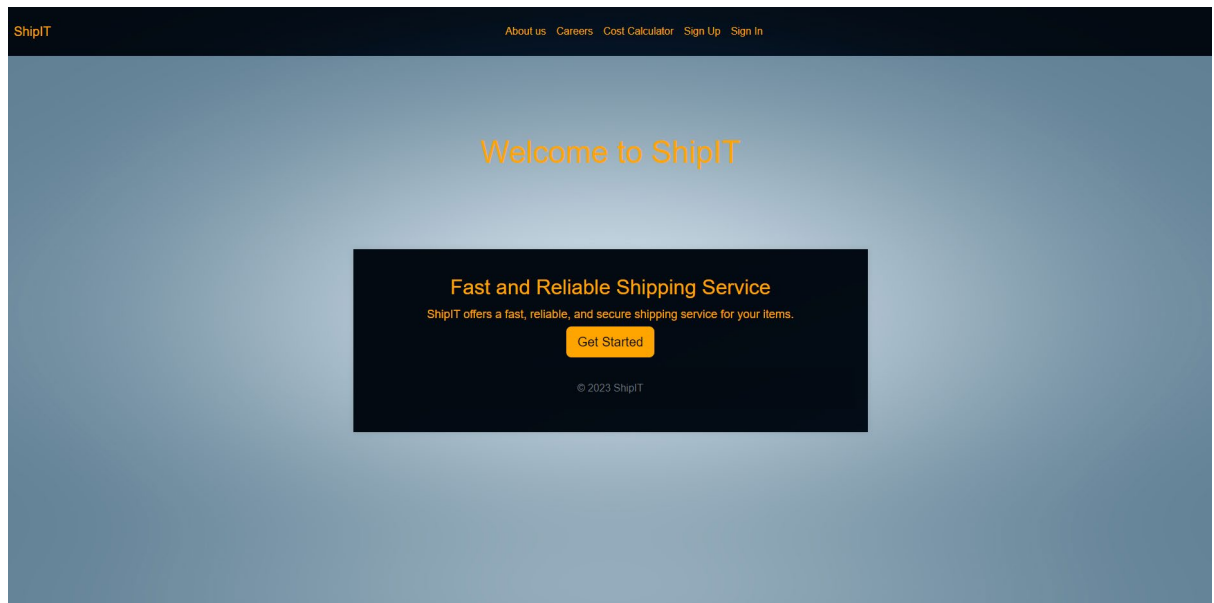 ShipIT
About us Careers Cost Calculator Sign Up Sign In
Welcome to ShipIT
Fast and Reliable Shipping Service
ShipIT offers a fast, reliable, and secure shipping service for your items.
Get Started
© 2023 ShipIT